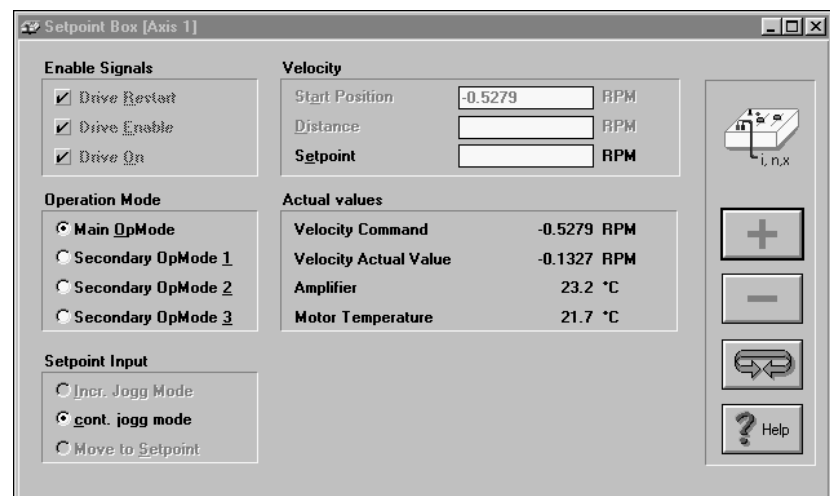 Setpoint Box [Axis 1]
Enable Signals
Drive Restart
Drive Enable
Drive On
Velocity
Start Position -0.5279 RPM
Distance RPM
Setpoint RPM
Operation Mode
Main OpMode
Secondary OpMode 1
Secondary OpMode 2
Secondary OpMode 3
Actual values
Velocity Command -0.5279 RPM
Velocity Actual Value -0.1327 RPM
Amplifier 23.2 °C
Motor Temperature 21.7 °C
Setpoint Input
Incr. Jogg Mode
cont. jogg mode
Move to Setpoint
i, n,x
Help